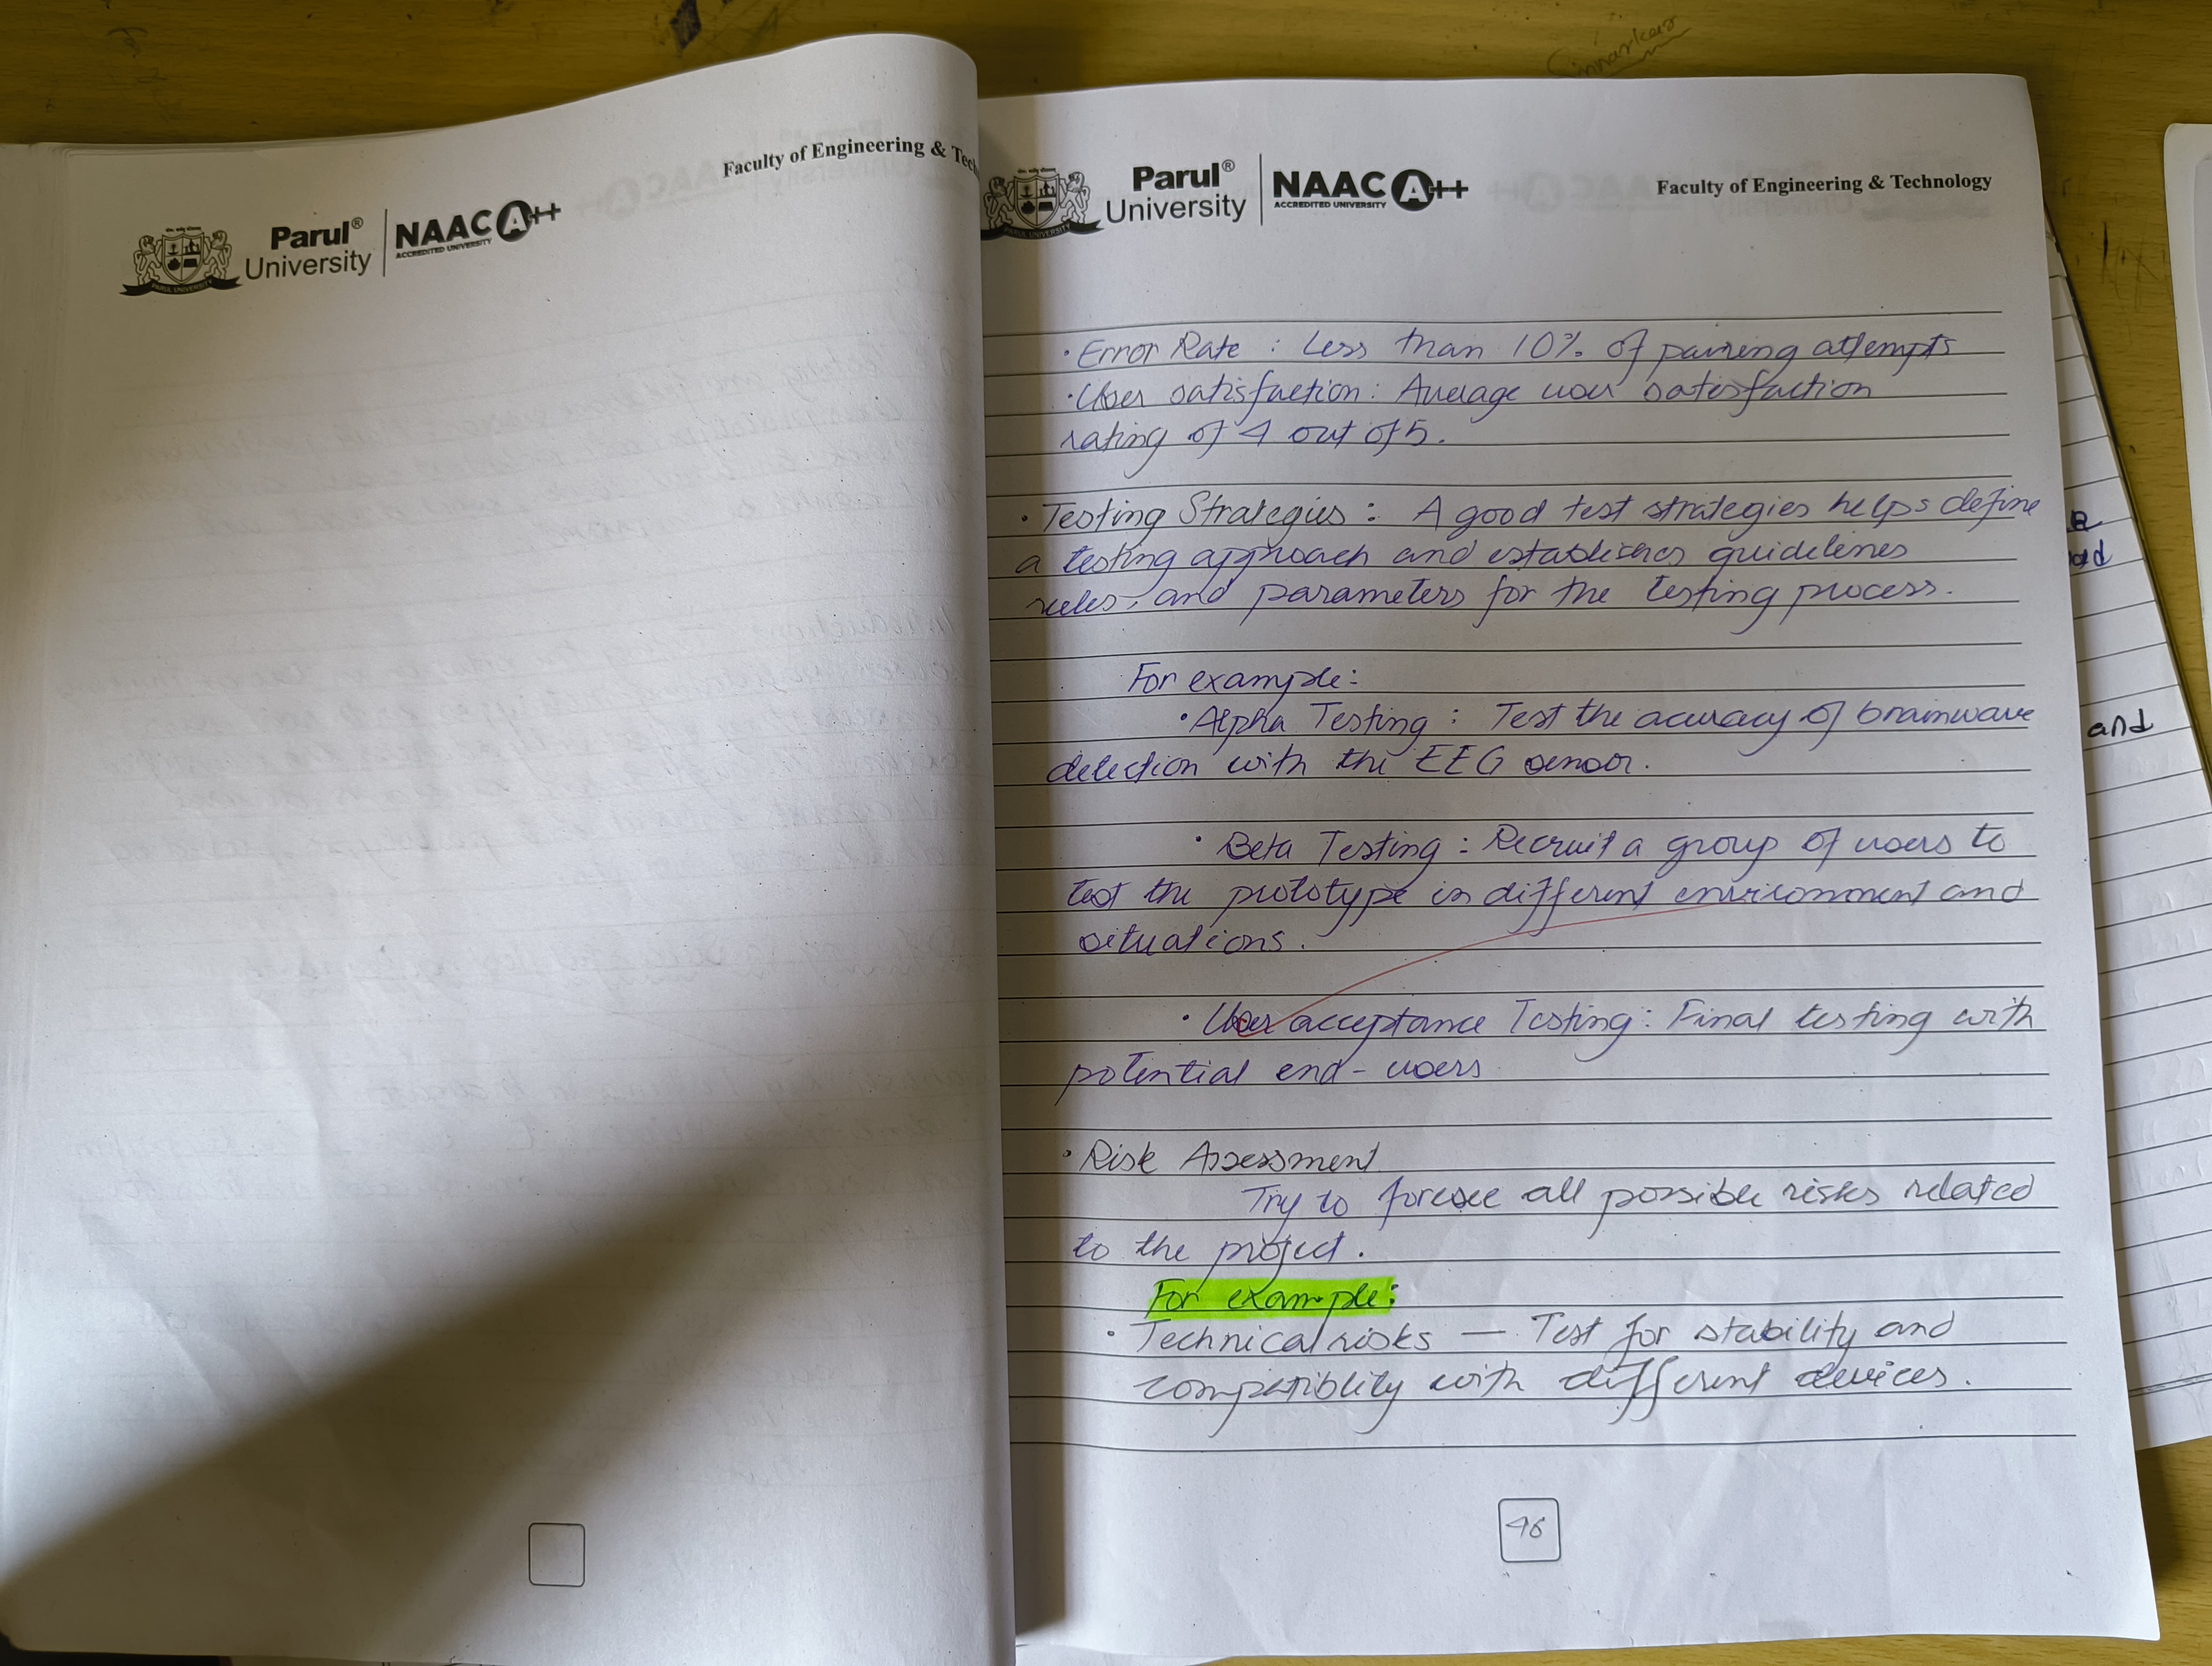 Sinnarkar
Faculty of Engineering & Tech
Parul® University
NAAC A++
ACCREDITED UNIVERSITY
PARUL UNIVERSITY
Parul® University
NAAC A++
ACCREDITED UNIVERSITY
PARUL UNIVERSITY
Faculty of Engineering & Technology
• Error Rate : Less than 10% of pairing attempts
• User satisfaction : Average user satisfaction
rating of 4 out of 5.
• Testing Strategies : A good test strategies helps define
a testing approach and establishes guidelines
rules, and parameters for the testing process.
For example:
• Alpha Testing : Test the accuracy of brainwave
detection with the EEG sensor.
• Beta Testing : Recruit a group of users to
test the prototype in different environment and
situations.
• User acceptance Testing : Final testing with
potential end-users
• Risk Assessment
Try to foresee all possible risks related
to the project.
For example:
• Technical risks — Test for stability and
compatiblity with different devices.
46
and